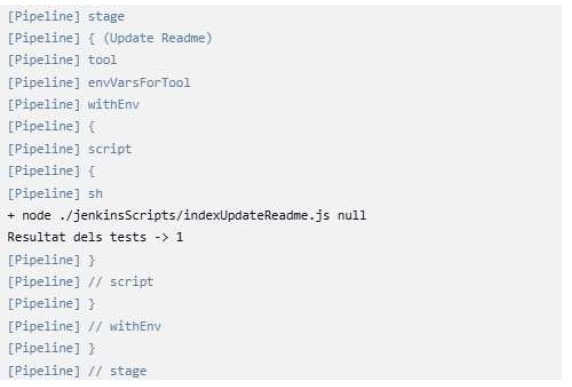 [Pipeline] stage
[Pipeline] { (Update Readme)
[Pipeline] tool
[Pipeline] envVarsForTool
[Pipeline] withEnv
[Pipeline] {
[Pipeline] script
[Pipeline] {
[Pipeline] sh
+ node ./jenkinsScripts/indexUpdateReadme.js null
Resultat dels tests -> 1
[Pipeline] }
[Pipeline] // script
[Pipeline] }
[Pipeline] // withEnv
[Pipeline] }
[Pipeline] // stage